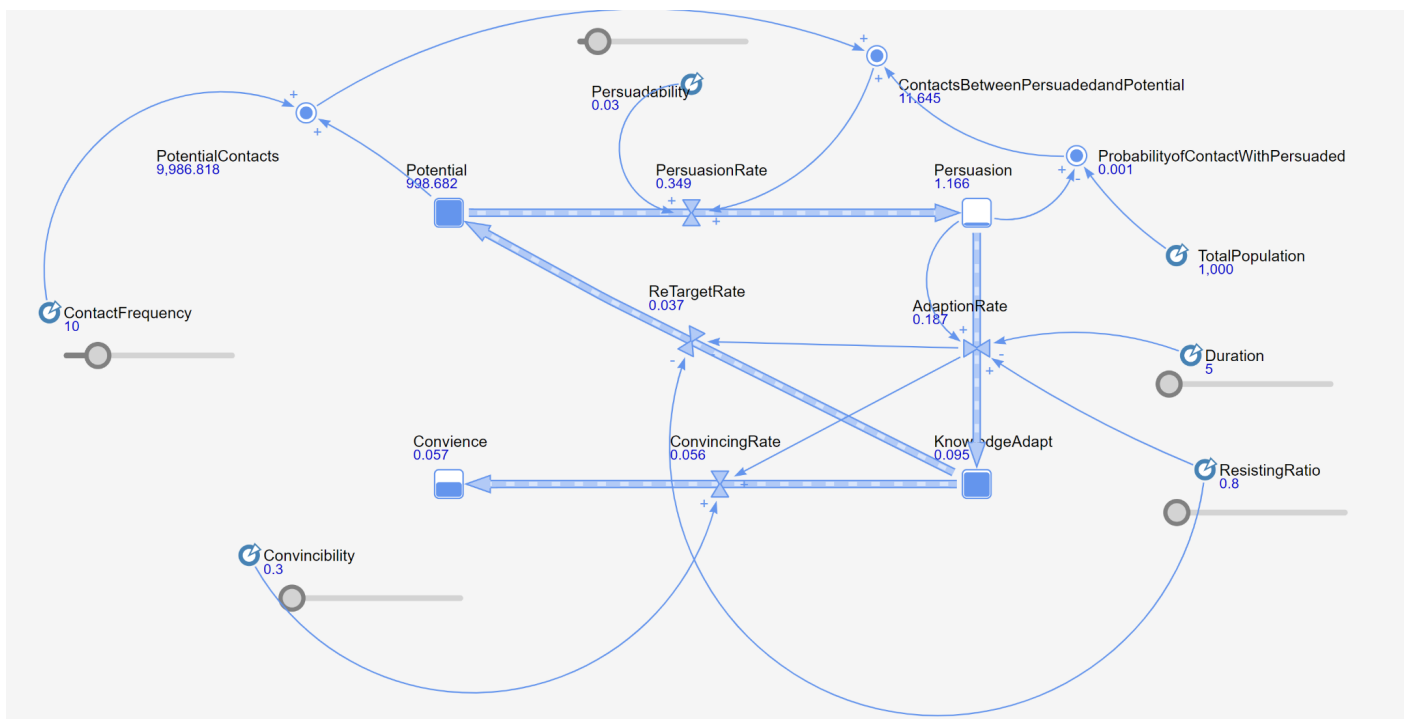 ContactsBetweenPersuadedandPotential
11.645
Persuadability
0.03
PotentialContacts
9,986.818
Potential
998.682
PersuasionRate
0.349
Persuasion
1.166
ProbabilityofContactWithPersuaded
0.001
TotalPopulation
1,000
ReTargetRate
0.037
AdaptionRate
0.187
ContactFrequency
10
Duration
5
Convience
0.057
ConvincingRate
0.056
KnowledgeAdapt
0.095
ResistingRatio
0.8
Convincibility
0.3